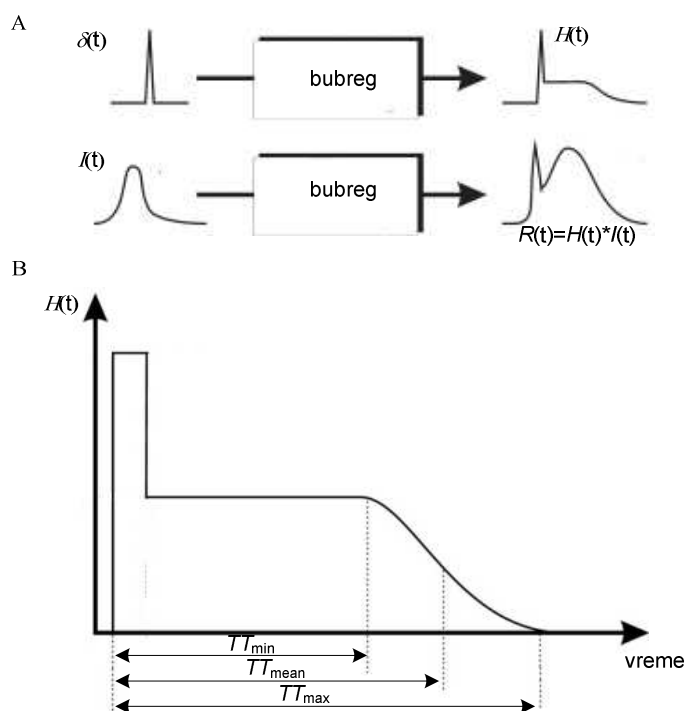 A
δ(t)
H(t)
bubreg
I(t)
bubreg
R(t)=H(t)*I(t)
B
H(t)
TTmin
TTmean
TTmax
vreme